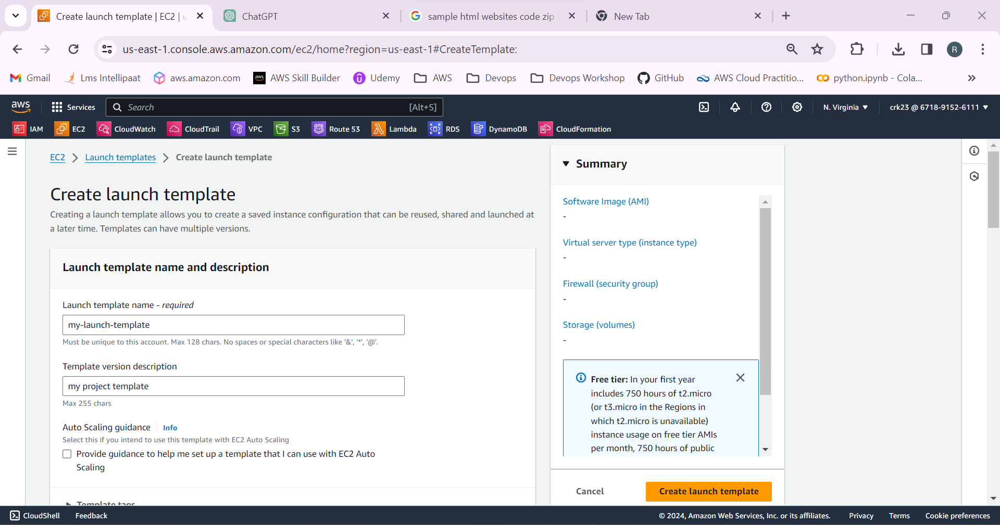 Create launch template | EC2 | u
ChatGPT
sample html websites code zip f
New Tab
us-east-1.console.aws.amazon.com/ec2/home?region=us-east-1#CreateTemplate:
R
Gmail
Lms Intellipaat
aws.amazon.com
aws
AWS Skill Builder
Udemy
AWS
Devops
Devops Workshop
GitHub
AWS Cloud Practitio...
python.ipynb - Cola...
aws
Services
Search
[Alt+S]
N. Virginia
crk23 @ 6718-9152-6111
IAM
EC2
CloudWatch
CloudTrail
VPC
S3
Route 53
Lambda
RDS
DynamoDB
CloudFormation
EC2
Launch templates
Create launch template
Create launch template
Creating a launch template allows you to create a saved instance configuration that can be reused, shared and launched at
a later time. Templates can have multiple versions.
Launch template name and description
Launch template name - required
my-launch-template
Must be unique to this account. Max 128 chars. No spaces or special characters like '&', '*', '@'.
Template version description
my project template
Max 255 chars
Auto Scaling guidance
Info
Select this if you intend to use this template with EC2 Auto Scaling
Provide guidance to help me set up a template that I can use with EC2 Auto
Scaling
Template tags
Summary
Software Image (AMI)
-
Virtual server type (instance type)
-
Firewall (security group)
-
Storage (volumes)
-
Free tier: In your first year
includes 750 hours of t2.micro
(or t3.micro in the Regions in
which t2.micro is unavailable)
instance usage on free tier AMIs
per month, 750 hours of public
Cancel
Create launch template
CloudShell
Feedback
© 2024, Amazon Web Services, Inc. or its affiliates.
Privacy
Terms
Cookie preferences